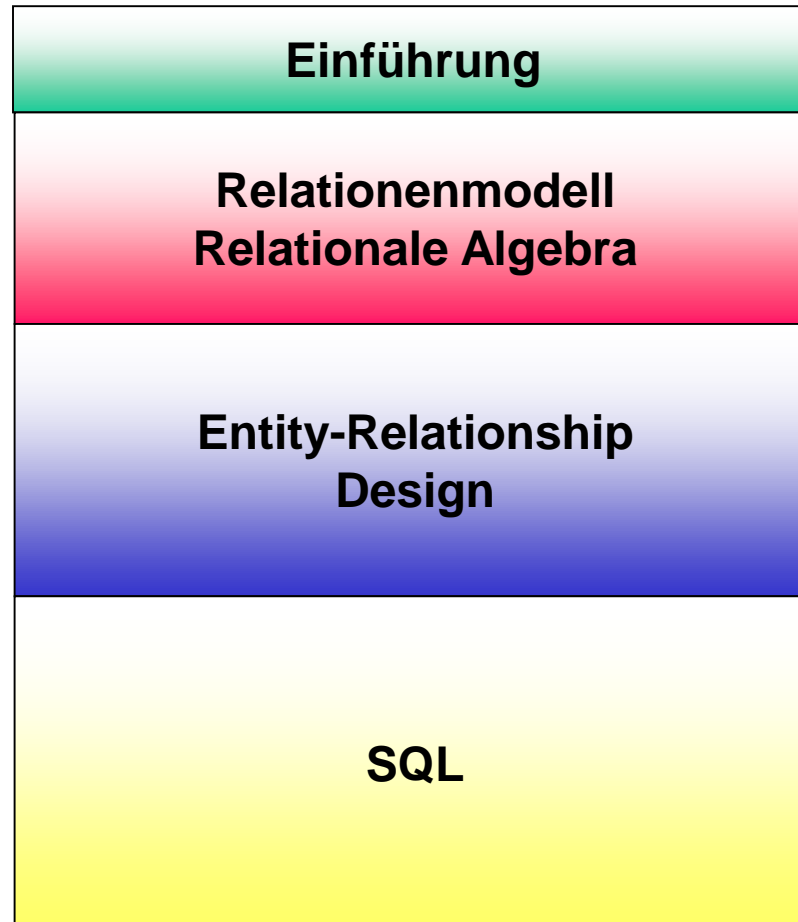 Einführung
Relationenmodell
Relationale Algebra
Entity-Relationship
Design
SQL